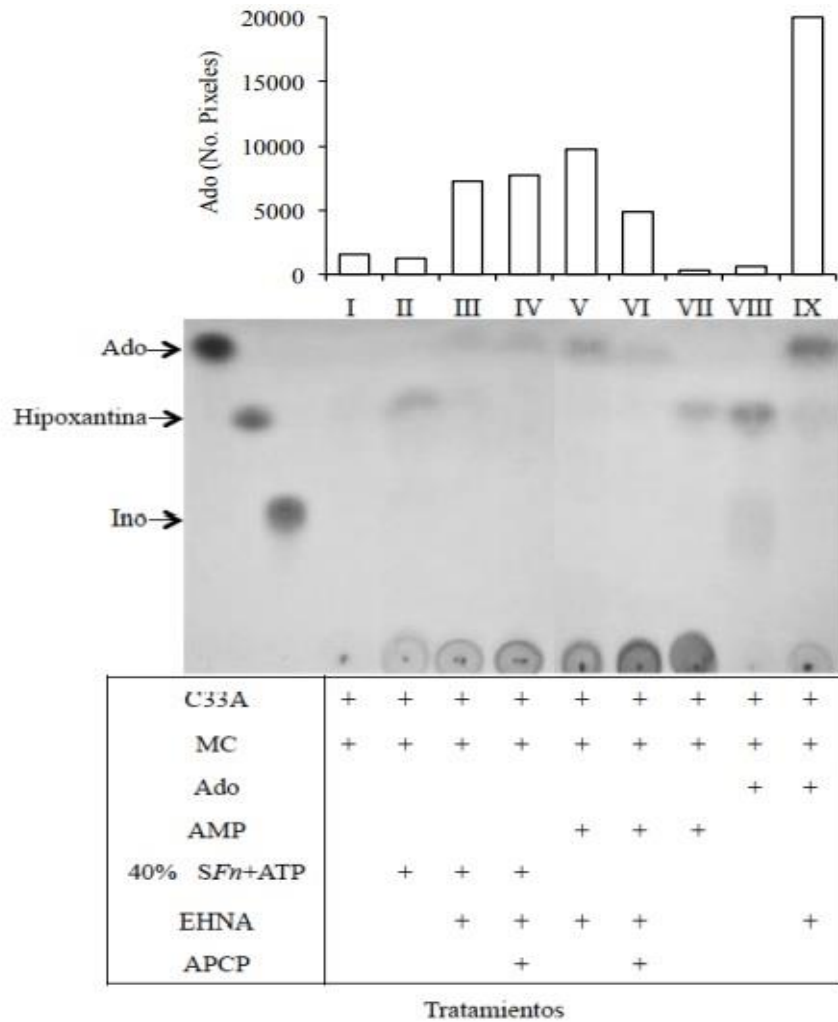 Ado (No. Pixeles)
20000
15000
10000
5000
0
I II III IV V VI VII VIII IX
Ado
Hipoxantina
Ino
C33A + + + + + + + + +
MC + + + + + + + + +
Ado + +
AMP + + +
40% SFn+ATP + + +
EHNA + + + + +
APCP + +
Tratamientos